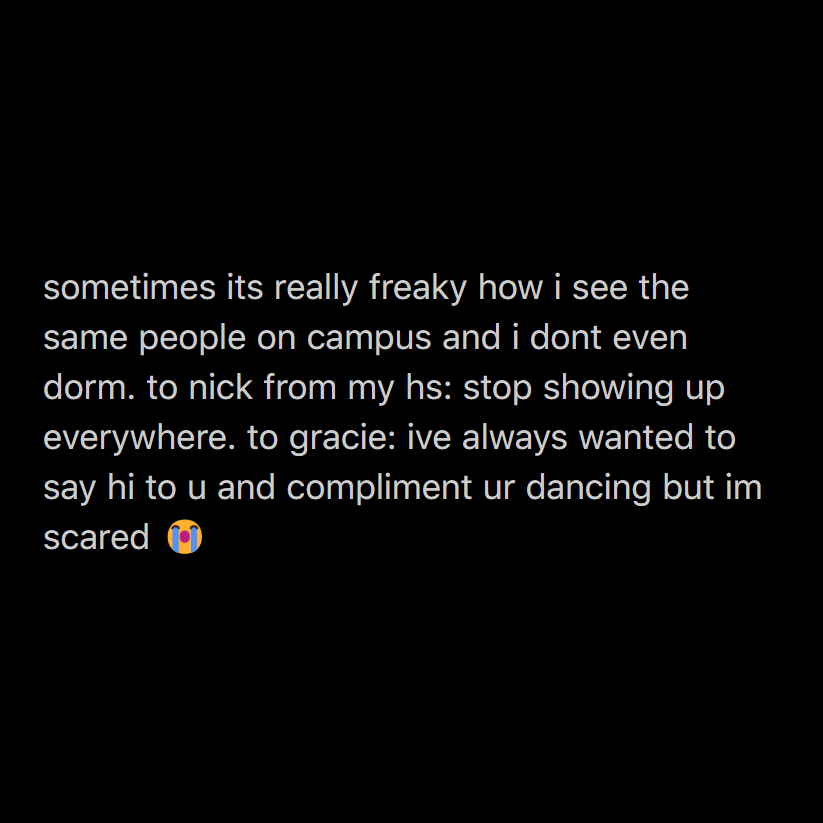 sometimes its really freaky how i see the
same people on campus and i dont even
dorm. to nick from my hs: stop showing up
everywhere. to gracie: ive always wanted to
say hi to u and compliment ur dancing but im
scared 😭